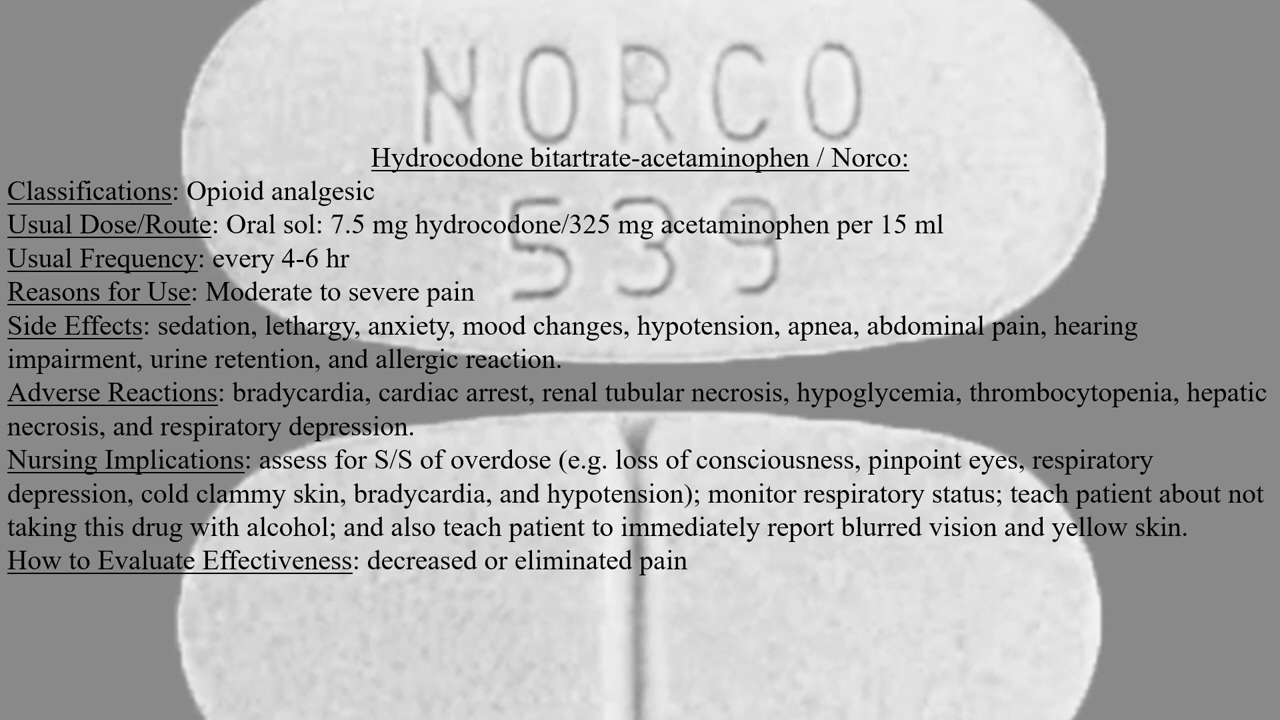 NORCO
Hydrocodone bitartrate-acetaminophen / Norco:
Classifications: Opioid analgesic
539
Usual Dose/Route: Oral sol: 7.5 mg hydrocodone/325 mg acetaminophen per 15 ml
Usual Frequency: every 4-6 hr
Reasons for Use: Moderate to severe pain
Side Effects: sedation, lethargy, anxiety, mood changes, hypotension, apnea, abdominal pain, hearing
impairment, urine retention, and allergic reaction.
Adverse Reactions: bradycardia, cardiac arrest, renal tubular necrosis, hypoglycemia, thrombocytopenia, hepatic
necrosis, and respiratory depression.
Nursing Implications: assess for S/S of overdose (e.g. loss of consciousness, pinpoint eyes, respiratory
depression, cold clammy skin, bradycardia, and hypotension); monitor respiratory status; teach patient about not
taking this drug with alcohol; and also teach patient to immediately report blurred vision and yellow skin.
How to Evaluate Effectiveness: decreased or eliminated pain